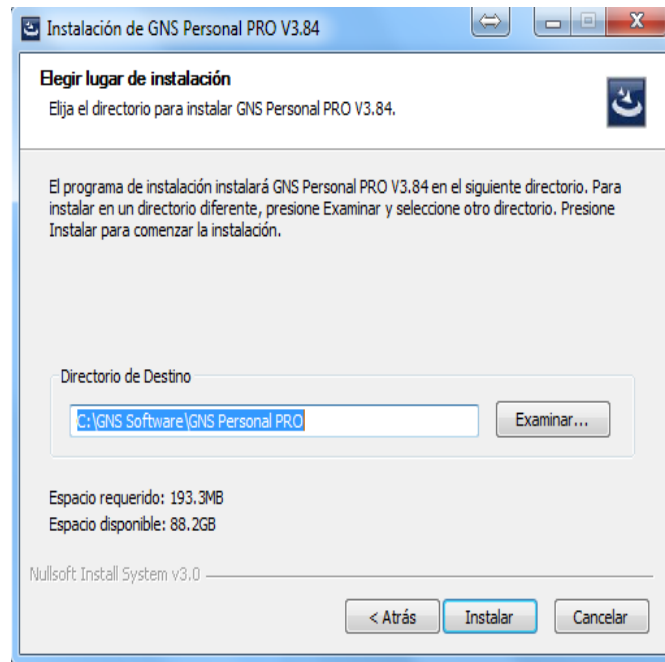 Instalación de GNS Personal PRO V3.84
Elegir lugar de instalación
Elija el directorio para instalar GNS Personal PRO V3.84.
El programa de instalación instalará GNS Personal PRO V3.84 en el siguiente directorio. Para
instalar en un directorio diferente, presione Examinar y seleccione otro directorio. Presione
Instalar para comenzar la instalación.
Directorio de Destino
C:\GNS Software\GNS Personal PRO
Examinar...
Espacio requerido: 193.3MB
Espacio disponible: 88.2GB
Nullsoft Install System v3.0
< Atrás Instalar Cancelar